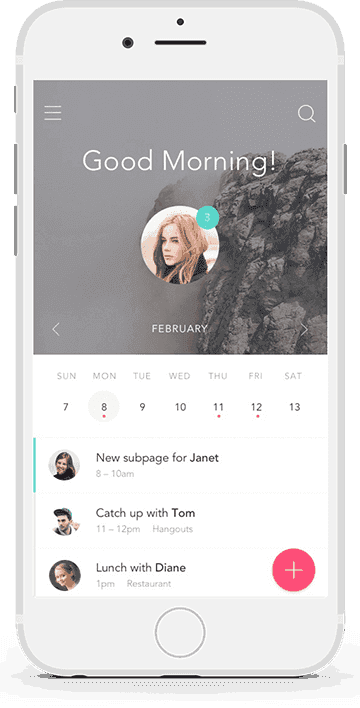 Good Morning!
3
FEBRUARY
SUN MON TUE WED THU FRI SAT
7 8 9 10 11 12 13
New subpage for Janet
8 – 10am
Catch up with Tom
11 – 12pm Hangouts
Lunch with Diane
1pm Restaurant